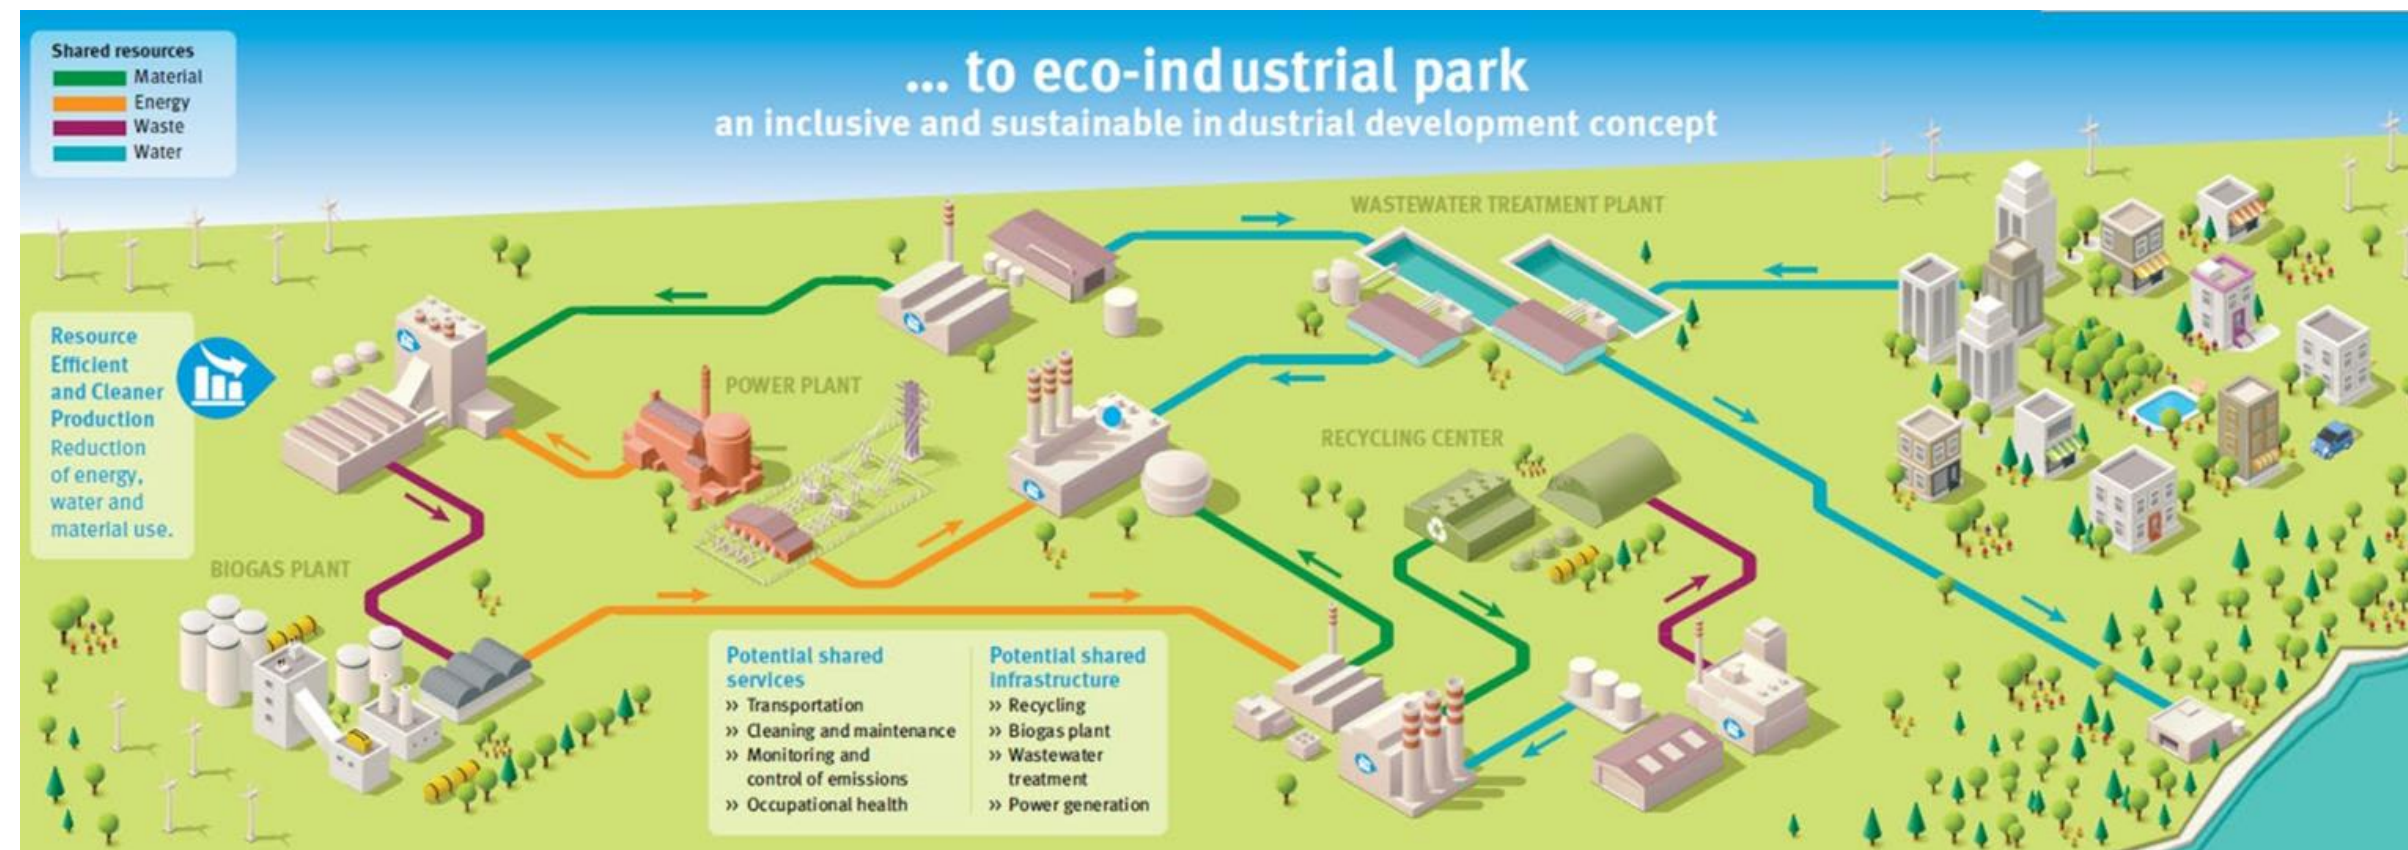 Shared resources
Material
Energy
Waste
Water
... to eco-industrial park
an inclusive and sustainable industrial development concept
WASTEWATER TREATMENT PLANT
Resource
Efficient
and Cleaner
Production
Reduction
of energy,
water and
material use.
POWER PLANT
RECYCLING CENTER
BIOGAS PLANT
Potential shared
services
» Transportation
» Cleaning and maintenance
» Monitoring and
control of emissions
» Occupational health
Potential shared
infrastructure
» Recycling
» Biogas plant
» Wastewater
treatment
» Power generation